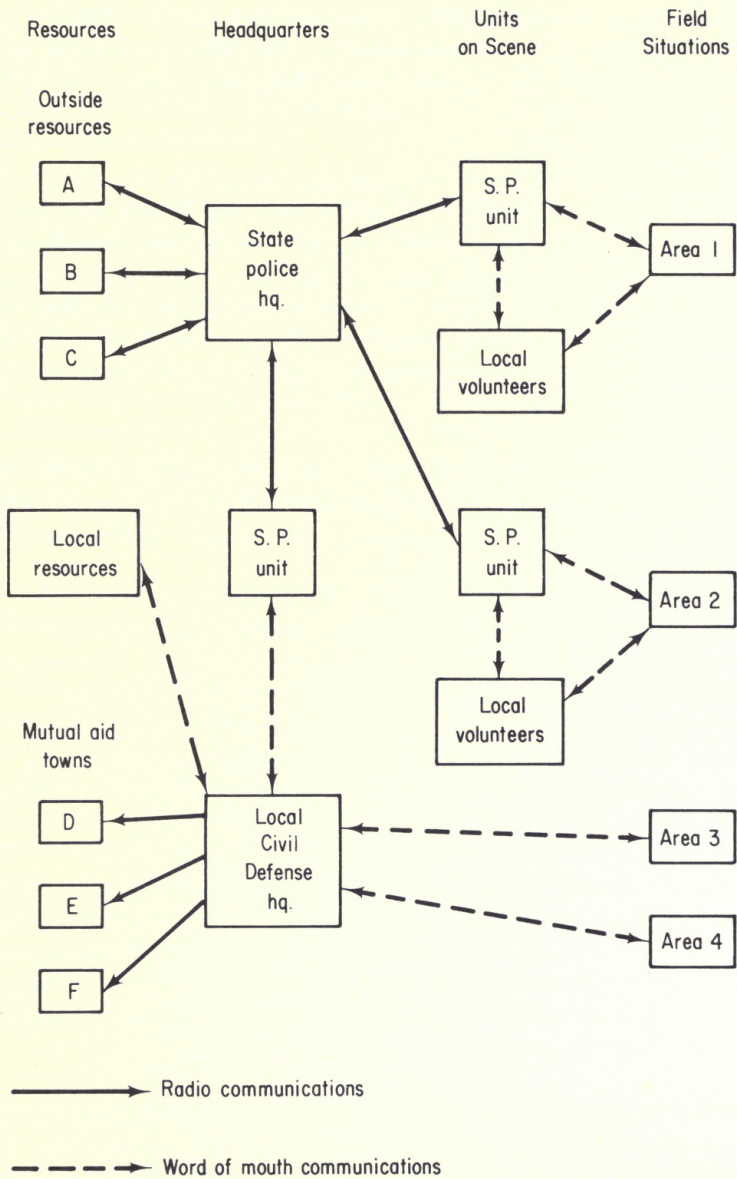 Resources
Headquarters
Units
on Scene
Field
Situations
Outside
resources
A
B
C
State
police
hq.
S. P.
unit
Local
volunteers
Area 1
Local
resources
S. P.
unit
S. P.
unit
Local
volunteers
Area 2
Mutual aid
towns
D
E
F
Local
Civil
Defense
hq.
Area 3
Area 4
Radio communications
Word of mouth communications